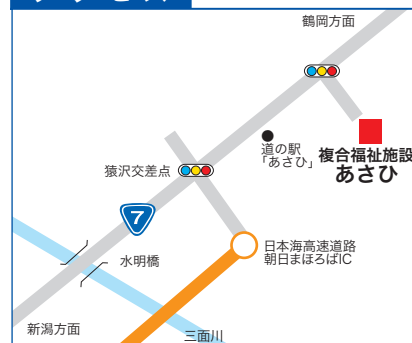 鶴岡方面
道の駅
「あさひ」
複合福祉施設
あさひ
猿沢交差点
7
水明橋
日本海高速道路
朝日まほろばIC
新潟方面
三面川